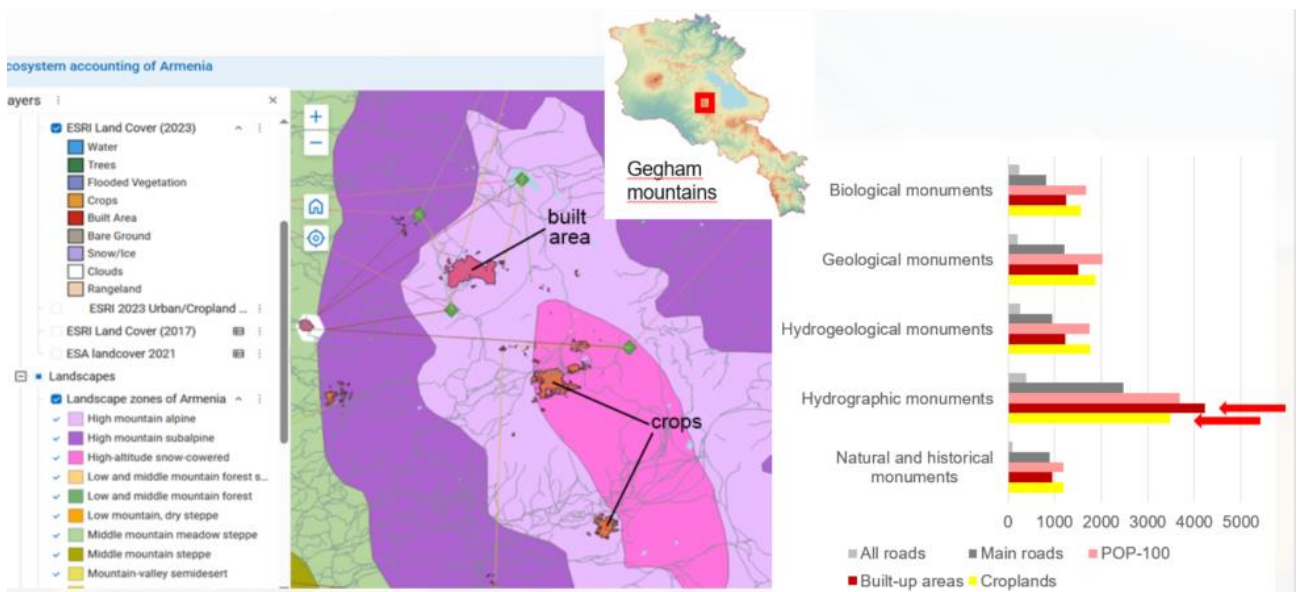 cosystem accounting of Armenia
ayers
ESRI Land Cover (2023)
Water
Trees
Flooded Vegetation
Crops
Built Area
Bare Ground
Snow/Ice
Clouds
Rangeland
ESRI 2023 Urban/Cropland ...
ESRI Land Cover (2017)
ESA landcover 2021
Landscapes
Landscape zones of Armenia
High mountain alpine
High mountain subalpine
High-altitude snow-cowered
Low and middle mountain forest s...
Low and middle mountain forest
Low mountain, dry steppe
Middle mountain meadow steppe
Middle mountain steppe
Mountain-valley semidesert
built
area
crops
Gegham
mountains
Biological monuments
Geological monuments
Hydrogeological monuments
Hydrographic monuments
Natural and historical
monuments
0 1000 2000 3000 4000 5000
All roads Main roads POP-100
Built-up areas Croplands